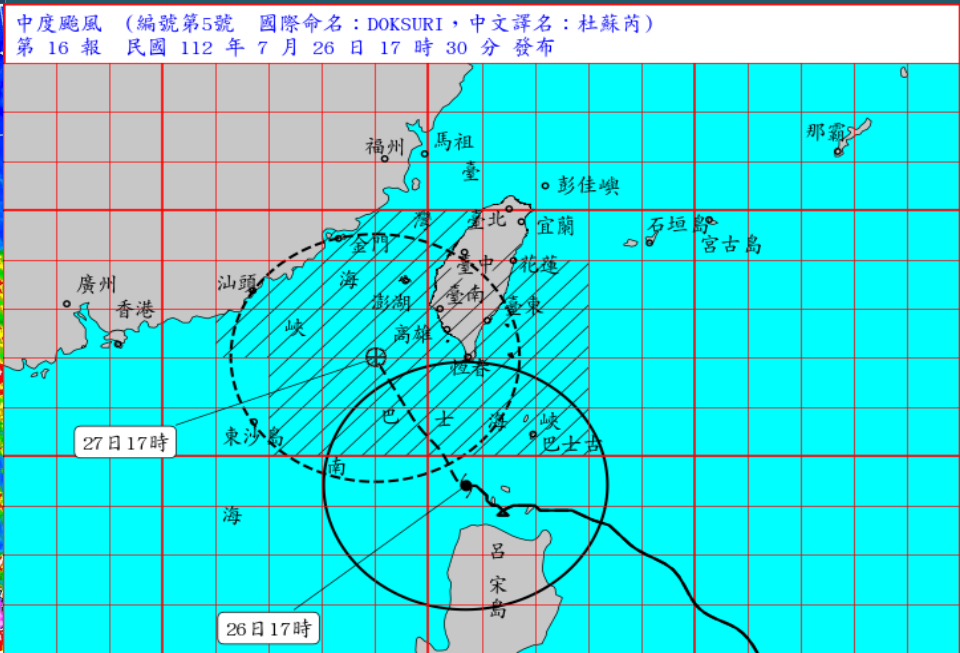 中度颱風 (編號第5號 國際命名：DOKSURI，中文譯名：杜蘇芮)
第 16 報 民國 112 年 7 月 26 日 17 時 30 分 發布
那霸
福州
馬祖
臺
彭佳嶼
灣
臺北
宜蘭
石垣島
宮古島
金門
臺中
花蓮
廣州
汕頭
海
澎湖
臺南
臺東
香港
峽
高雄
恆春
巴
士
海
峽
東沙島
巴士古
27日17時
南
海
呂
宋
島
26日17時